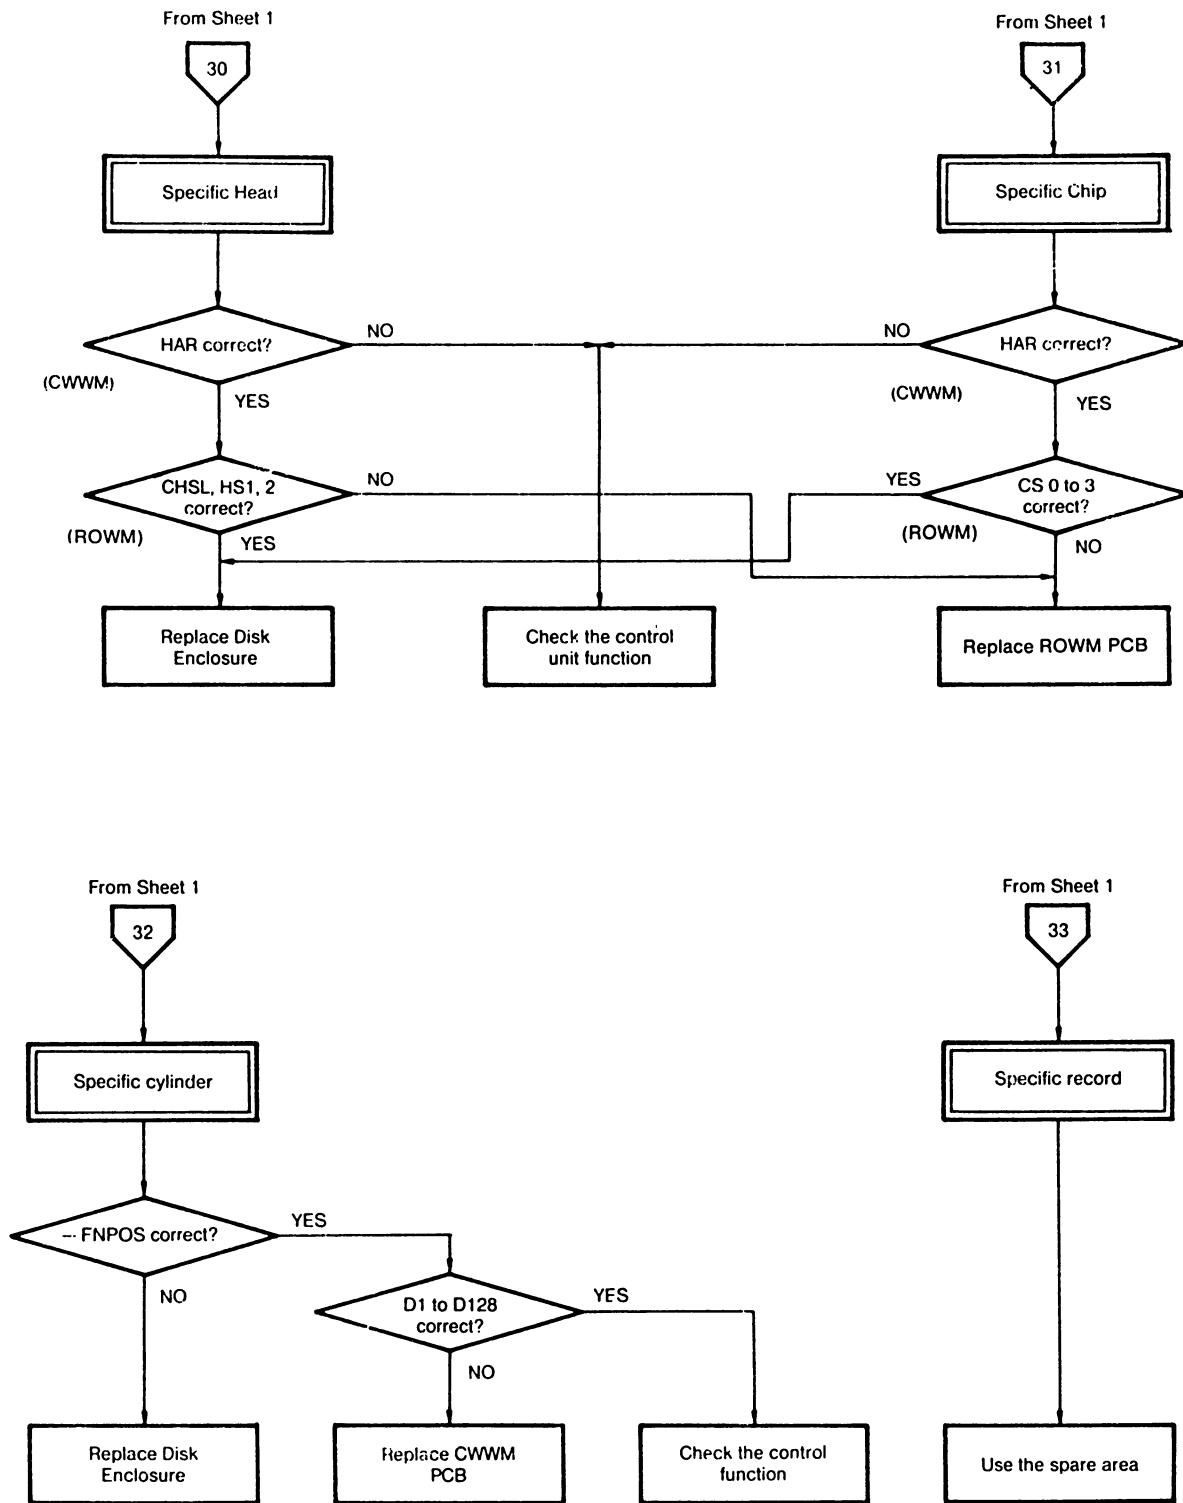 From Sheet 1
30
Specific Head
HAR correct?
NO
(CWWM)
YES
CHSL, HS1, 2
correct?
NO
(ROWM)
YES
Replace Disk
Enclosure
Check the control
unit function
From Sheet 1
31
Specific Chip
NO
HAR correct?
(CWWM)
YES
YES
CS 0 to 3
correct?
(ROWM)
NO
Replace ROWM PCB
From Sheet 1
32
Specific cylinder
— FNPOS correct?
YES
NO
D1 to D128
correct?
YES
NO
Replace Disk
Enclosure
Replace CWWM
PCB
Check the control
function
From Sheet 1
33
Specific record
Use the spare area